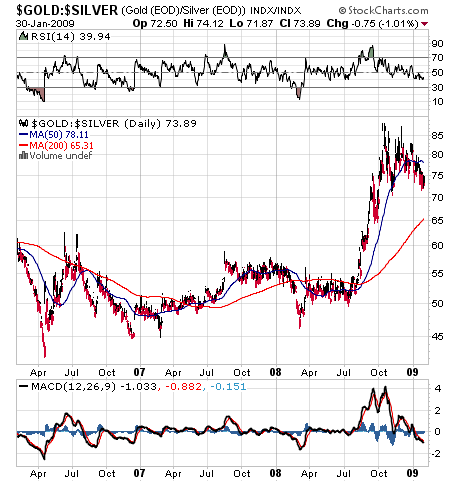 $GOLD:$SILVER (Gold (EOD)/Silver (EOD)) INDX/INDX © StockCharts.com
30-Jan-2009 Op 72.50 Hi 74.12 Lo 71.87 Cl 73.89 Chg -0.75 (-1.01%)
RSI(14) 39.94
90
70
50
30
10
$GOLD:$SILVER (Daily) 73.89
MA(50) 78.11
MA(200) 65.31
Volume undef
85
80
75
70
65
60
55
50
45
Apr Jul Oct 07 Apr Jul Oct 08 Apr Jul Oct 09
MACD(12,26,9) -1.033, -0.882, -0.151
4
2
0
-2
Apr Jul Oct 07 Apr Jul Oct 08 Apr Jul Oct 09